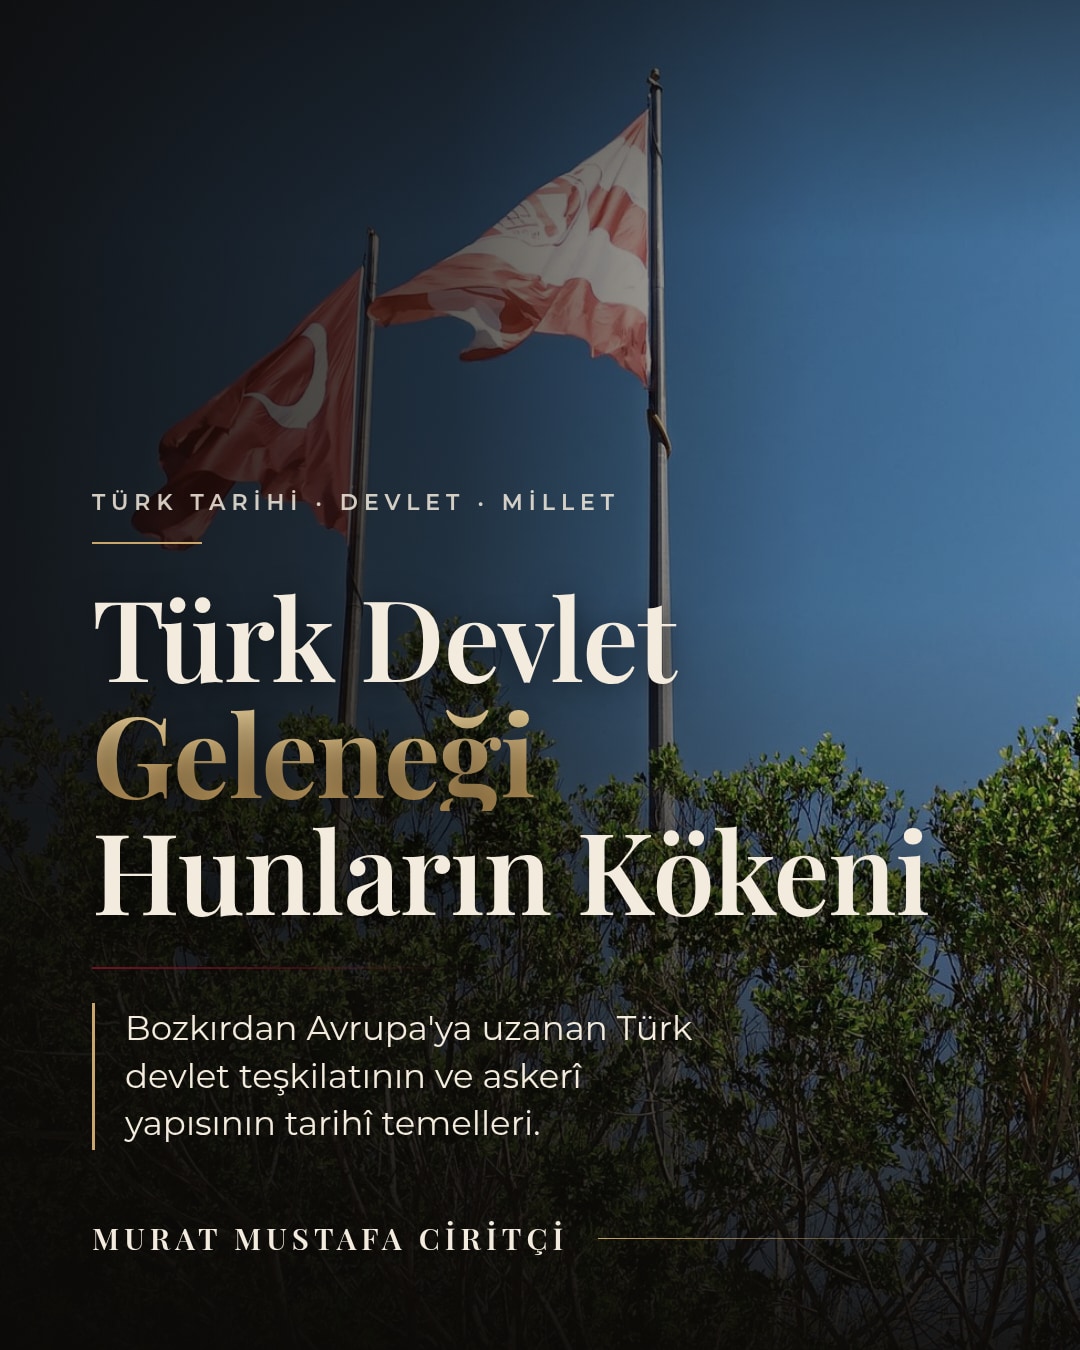 TÜRK TARİHİ · DEVLET · MİLLET
Türk Devlet
Geleneği
Hunların Kökeni
Bozkırdan Avrupa'ya uzanan Türk
devlet teşkilatının ve askerî
yapısının tarihî temelleri.
MURAT MUSTAFA CİRİTÇİ